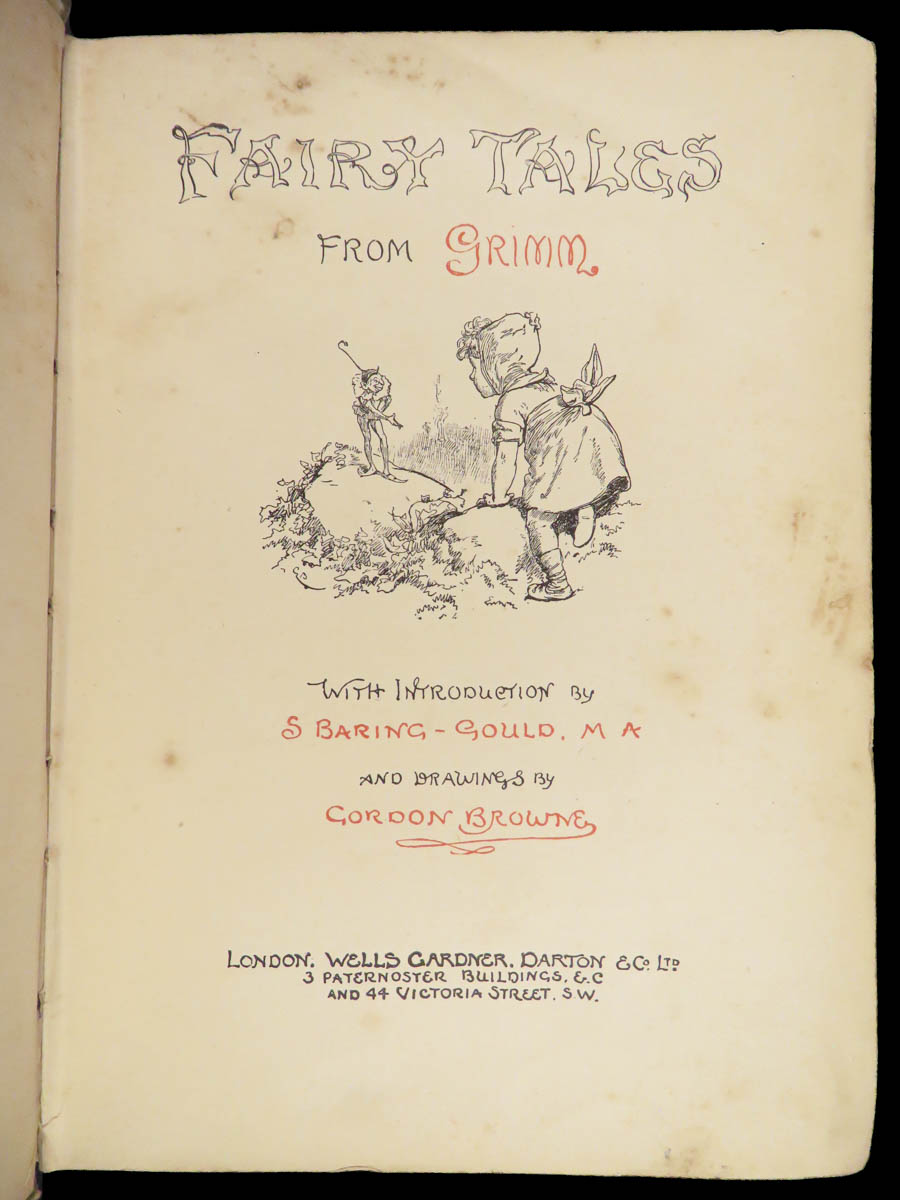 FAIRY TALES
FROM GRIMM
WITH INTRODUCTION BY
S BARING-GOULD, M A
AND DRAWINGS BY
GORDON BROWNE
LONDON. WELLS GARDNER, DARTON & Co. LTD
3 PATERNOSTER BUILDINGS, E.C
AND 44 VICTORIA STREET. S.W.